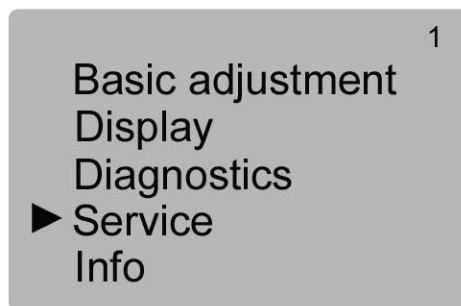 1
Basic adjustment
Display
Diagnostics
▶ Service
Info